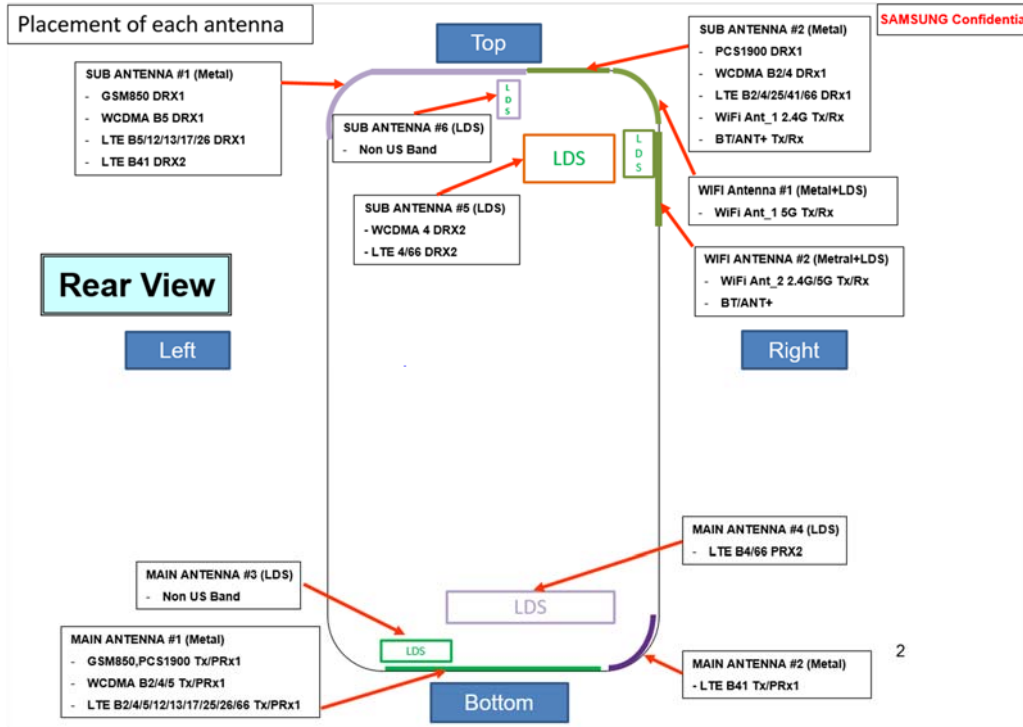 Placement of each antenna
Top
SAMSUNG Confidentia
SUB ANTENNA #1 (Metal)
- GSM850 DRX1
- WCDMA B5 DRX1
- LTE B5/12/13/17/26 DRX1
- LTE B41 DRX2
SUB ANTENNA #2 (Metal)
- PCS1900 DRX1
- WCDMA B2/4 DRx1
- LTE B2/4/25/41/66 DRx1
- WiFi Ant_1 2.4G Tx/Rx
- BT/ANT+ Tx/Rx
LDS
SUB ANTENNA #6 (LDS)
- Non US Band
LDS
LDS
SUB ANTENNA #5 (LDS)
- WCDMA 4 DRX2
- LTE 4/66 DRX2
WIFI Antenna #1 (Metal+LDS)
- WiFi Ant_1 5G Tx/Rx
WIFI ANTENNA #2 (Metral+LDS)
- WiFi Ant_2 2.4G/5G Tx/Rx
- BT/ANT+
Rear View
Left
Right
MAIN ANTENNA #4 (LDS)
- LTE B4/66 PRX2
MAIN ANTENNA #3 (LDS)
- Non US Band
LDS
LDS
MAIN ANTENNA #1 (Metal)
- GSM850,PCS1900 Tx/PRx1
- WCDMA B2/4/5 Tx/PRx1
- LTE B2/4/5/12/13/17/25/26/66 Tx/PRx1
MAIN ANTENNA #2 (Metal)
- LTE B41 Tx/PRx1
2
Bottom